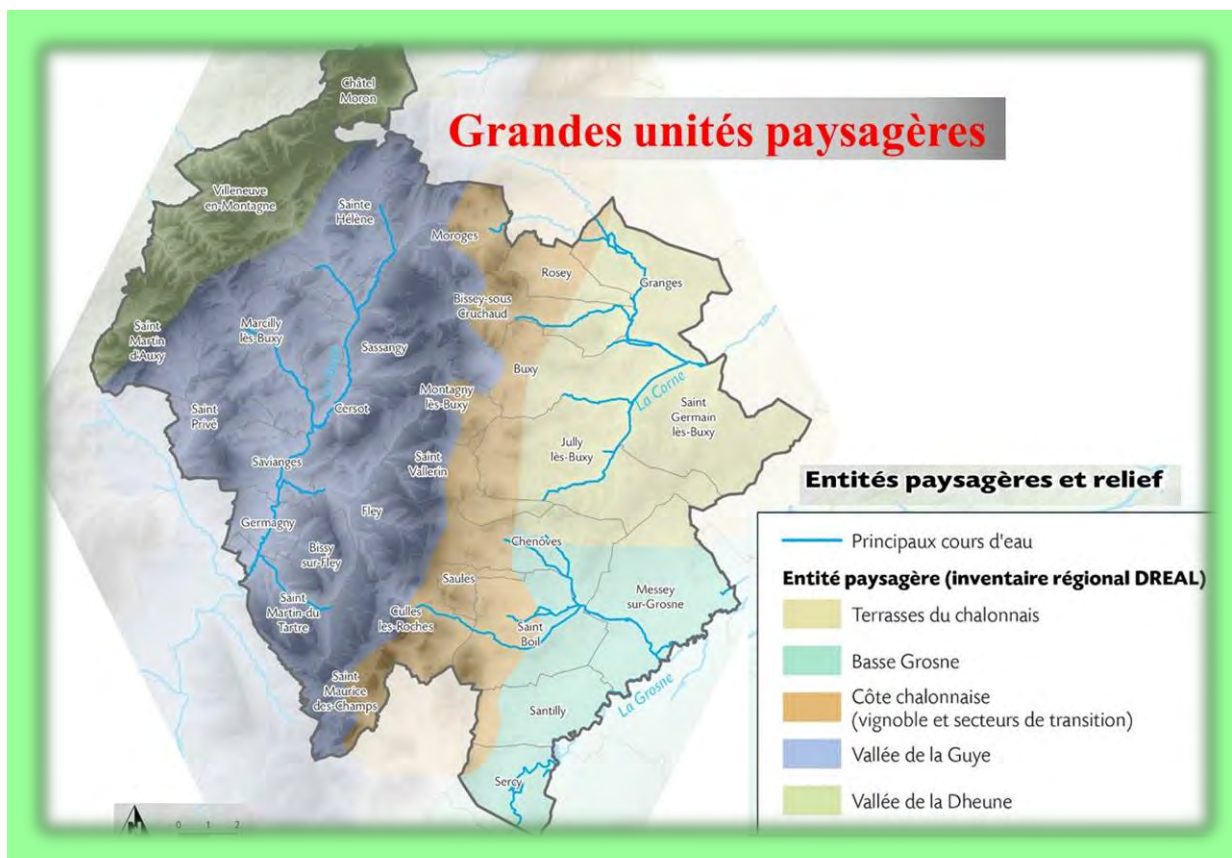 Grandes unités paysagères
Châtel
Moron
Villeneuve
en-Montagne
Sainte
Hélène
Moroges
Rosey
Granges
Bissey-sous
Cruchaud
Saint
Martin
d'Auxy
Marcilly
lès-Buxy
Sassangy
Buxy
Montagny
lès-Buxy
La Corne
Saint
Germain
lès-Buxy
Saint
Privé
Cersot
Jully
lès-Buxy
Saint
Vallerin
Savianges
Fley
Germagny
Bissy
sur-Fley
Chenôves
Saules
Messey
sur-Grosne
Saint
Martin-du
Tartre
Culles
les-Roches
Saint
Boil
Saint
Maurice
des-Champs
Santilly
La Grosne
Sercy
0 1 2
Entités paysagères et relief
Principaux cours d'eau
Entité paysagère (inventaire régional DREAL)
Terrasses du chalonnais
Basse Grosne
Côte chalonnaise
(vignoble et secteurs de transition)
Vallée de la Guye
Vallée de la Dheune